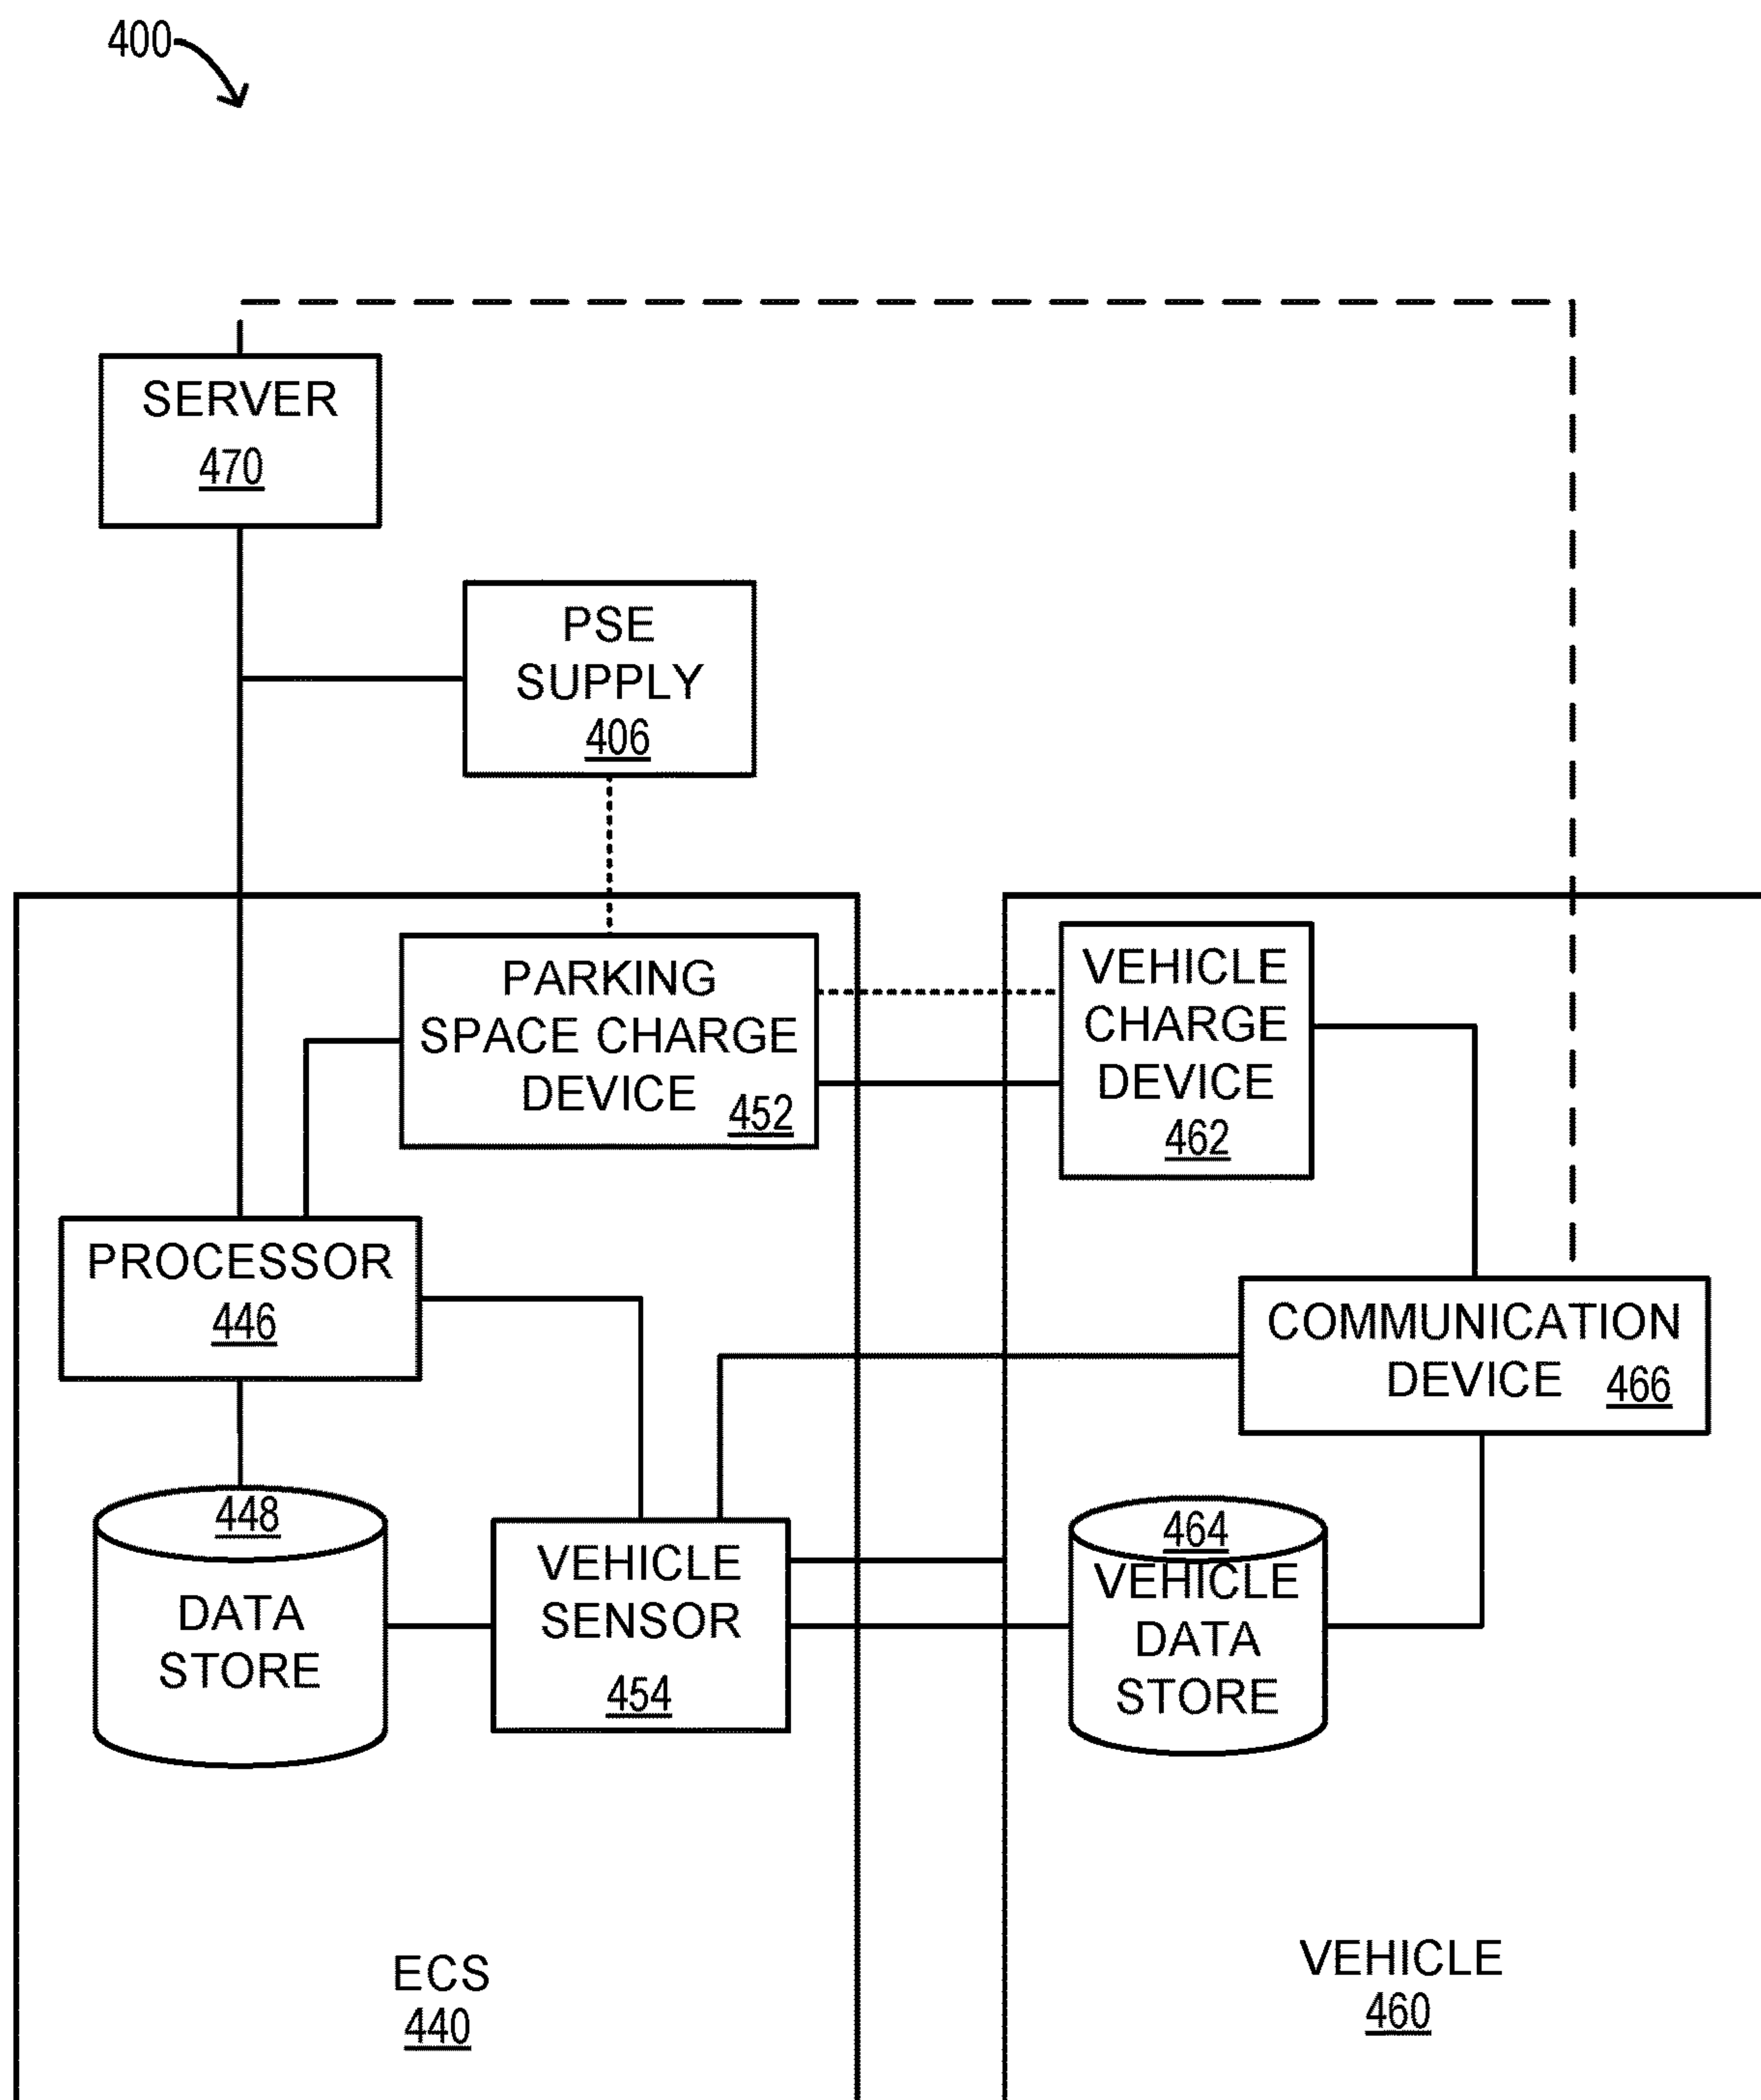 400
SERVER
470
PSE
SUPPLY
406
PARKING
SPACE CHARGE
DEVICE 452
VEHICLE
CHARGE
DEVICE
462
PROCESSOR
446
COMMUNICATION
DEVICE 466
448
DATA
STORE
VEHICLE
SENSOR
454
464
VEHICLE
DATA
STORE
ECS
440
VEHICLE
460